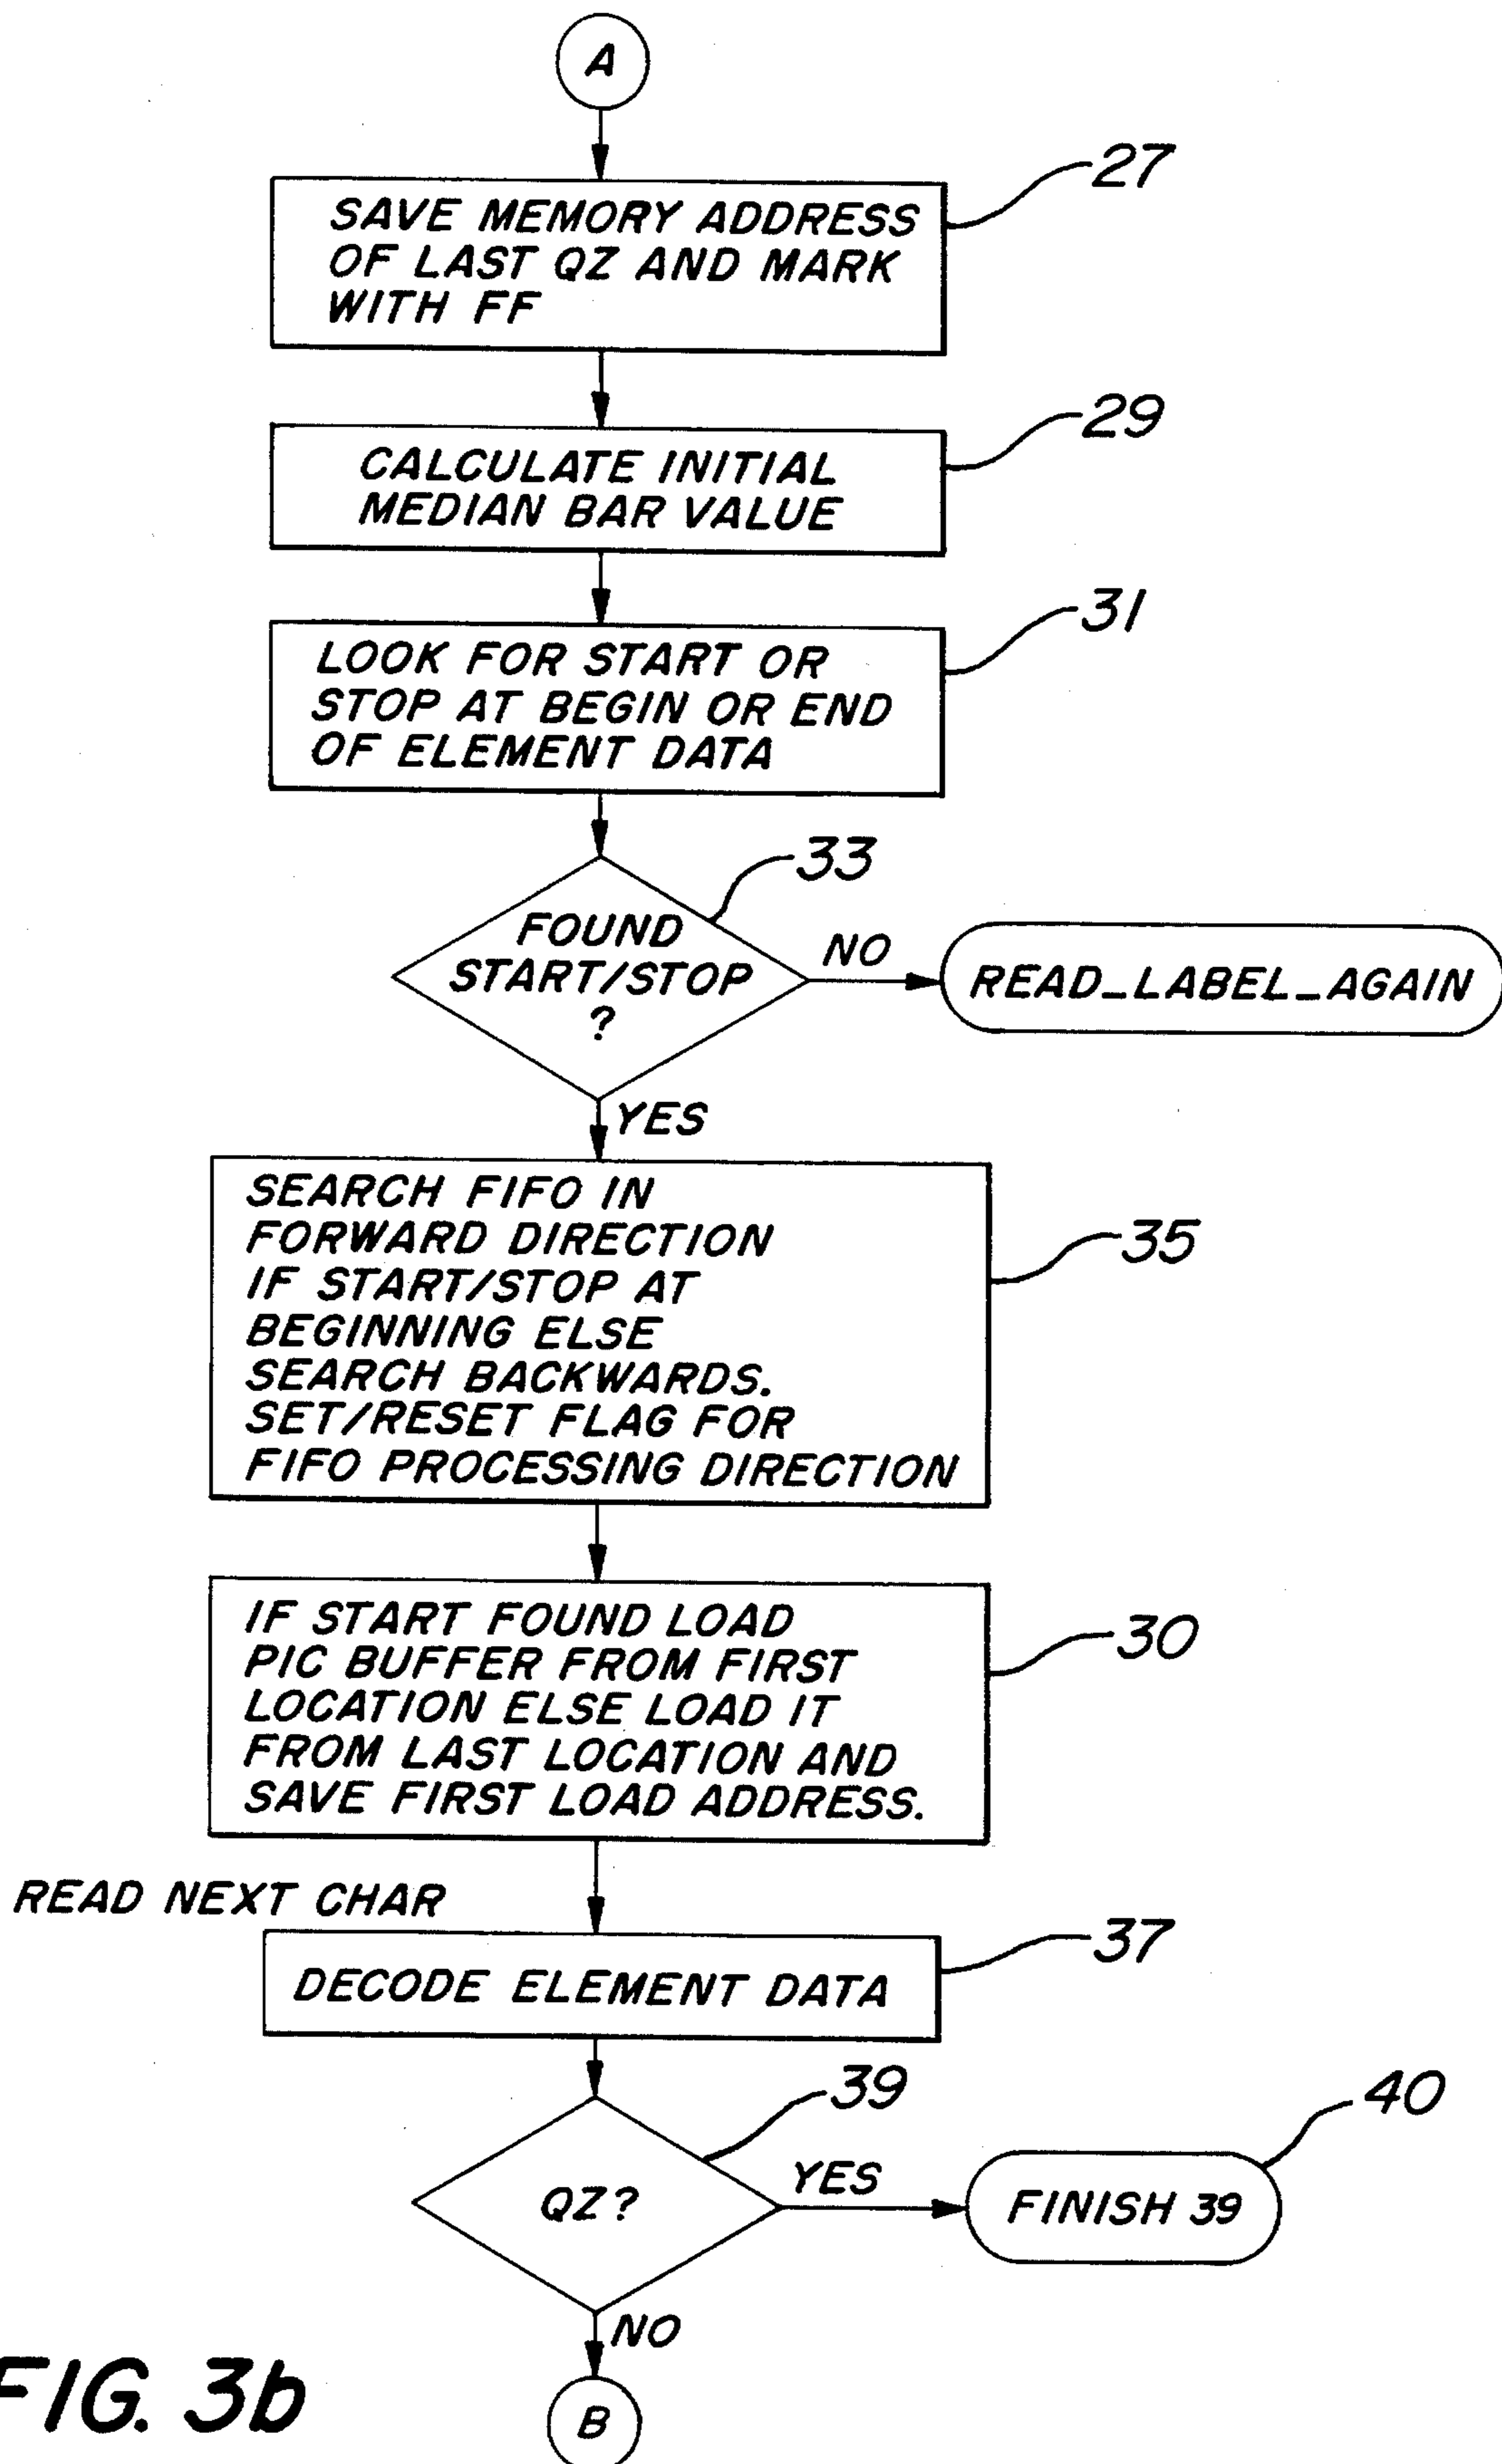 A
27
SAVE MEMORY ADDRESS
OF LAST QZ AND MARK
WITH FF
29
CALCULATE INITIAL
MEDIAN BAR VALUE
31
LOOK FOR START OR
STOP AT BEGIN OR END
OF ELEMENT DATA
33
FOUND
START/STOP
?
NO
READ_LABEL_AGAIN
YES
35
SEARCH FIFO IN
FORWARD DIRECTION
IF START/STOP AT
BEGINNING ELSE
SEARCH BACKWARDS.
SET/RESET FLAG FOR
FIFO PROCESSING DIRECTION
30
IF START FOUND LOAD
PIC BUFFER FROM FIRST
LOCATION ELSE LOAD IT
FROM LAST LOCATION AND
SAVE FIRST LOAD ADDRESS.
READ NEXT CHAR
37
DECODE ELEMENT DATA
39
QZ?
YES
40
FINISH 39
NO
B
FIG. 3b